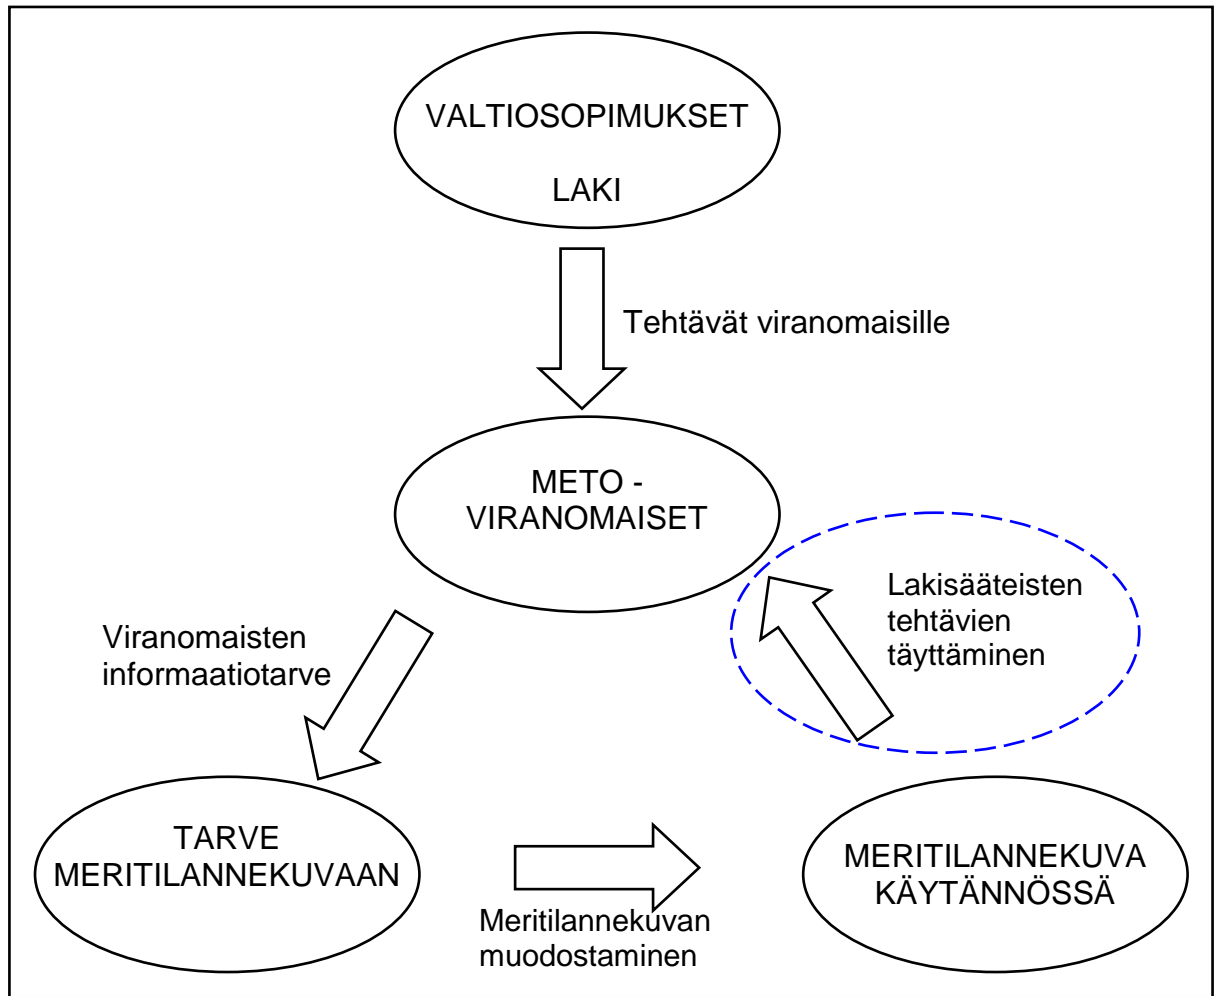 VALTIOSOPIMUKSET
LAKI
Tehtävät viranomaisille
METO -
VIRANOMAISET
Lakisääteisten
tehtävien
täyttäminen
Viranomaisten
informaatiotarve
TARVE
MERITILANNEKUVAAN
Meritilannekuvan
muodostaminen
MERITILANNEKUVA
KÄYTÄNNÖSSÄ